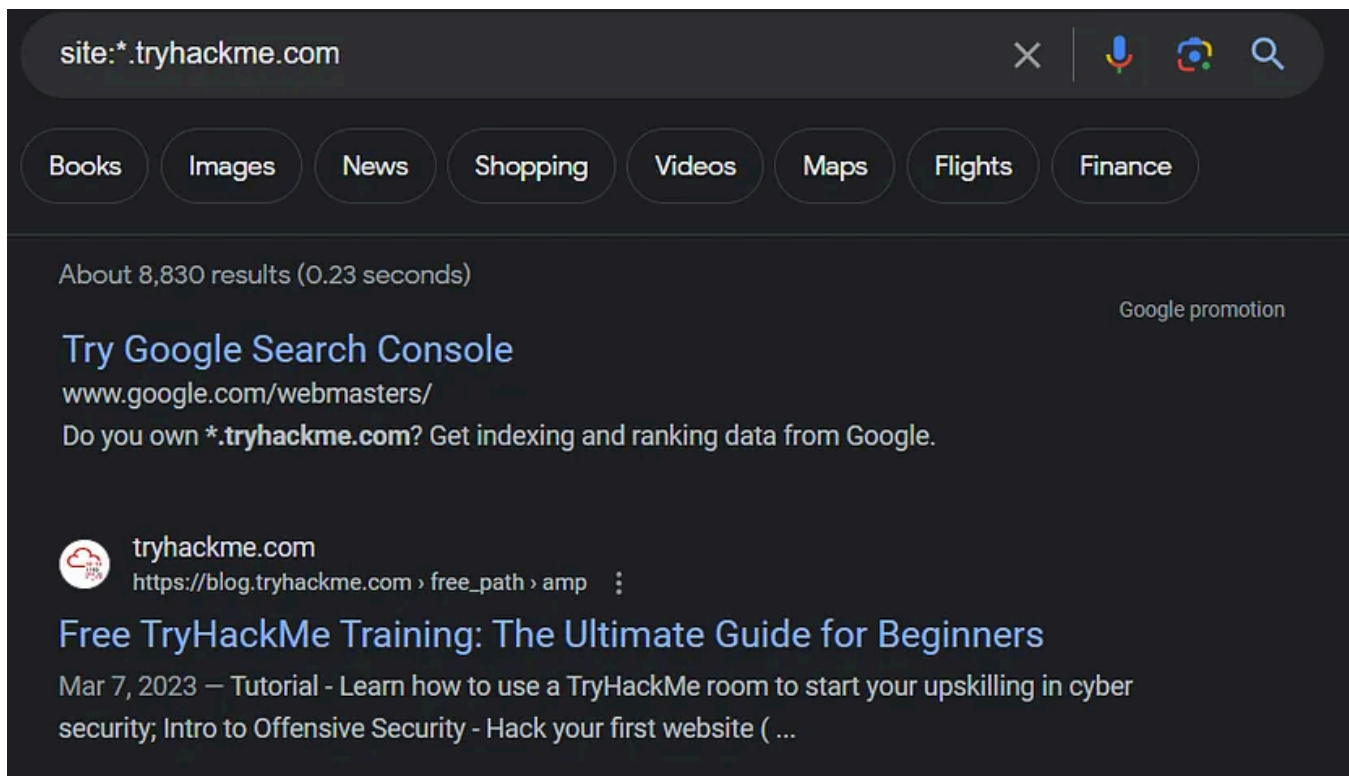 site:*.tryhackme.com
Books Images News Shopping Videos Maps Flights Finance
About 8,830 results (0.23 seconds)
Google promotion
Try Google Search Console
www.google.com/webmasters/
Do you own *.tryhackme.com? Get indexing and ranking data from Google.
tryhackme.com
https://blog.tryhackme.com › free_path › amp
Free TryHackMe Training: The Ultimate Guide for Beginners
Mar 7, 2023 — Tutorial - Learn how to use a TryHackMe room to start your upskilling in cyber
security; Intro to Offensive Security - Hack your first website ( ...